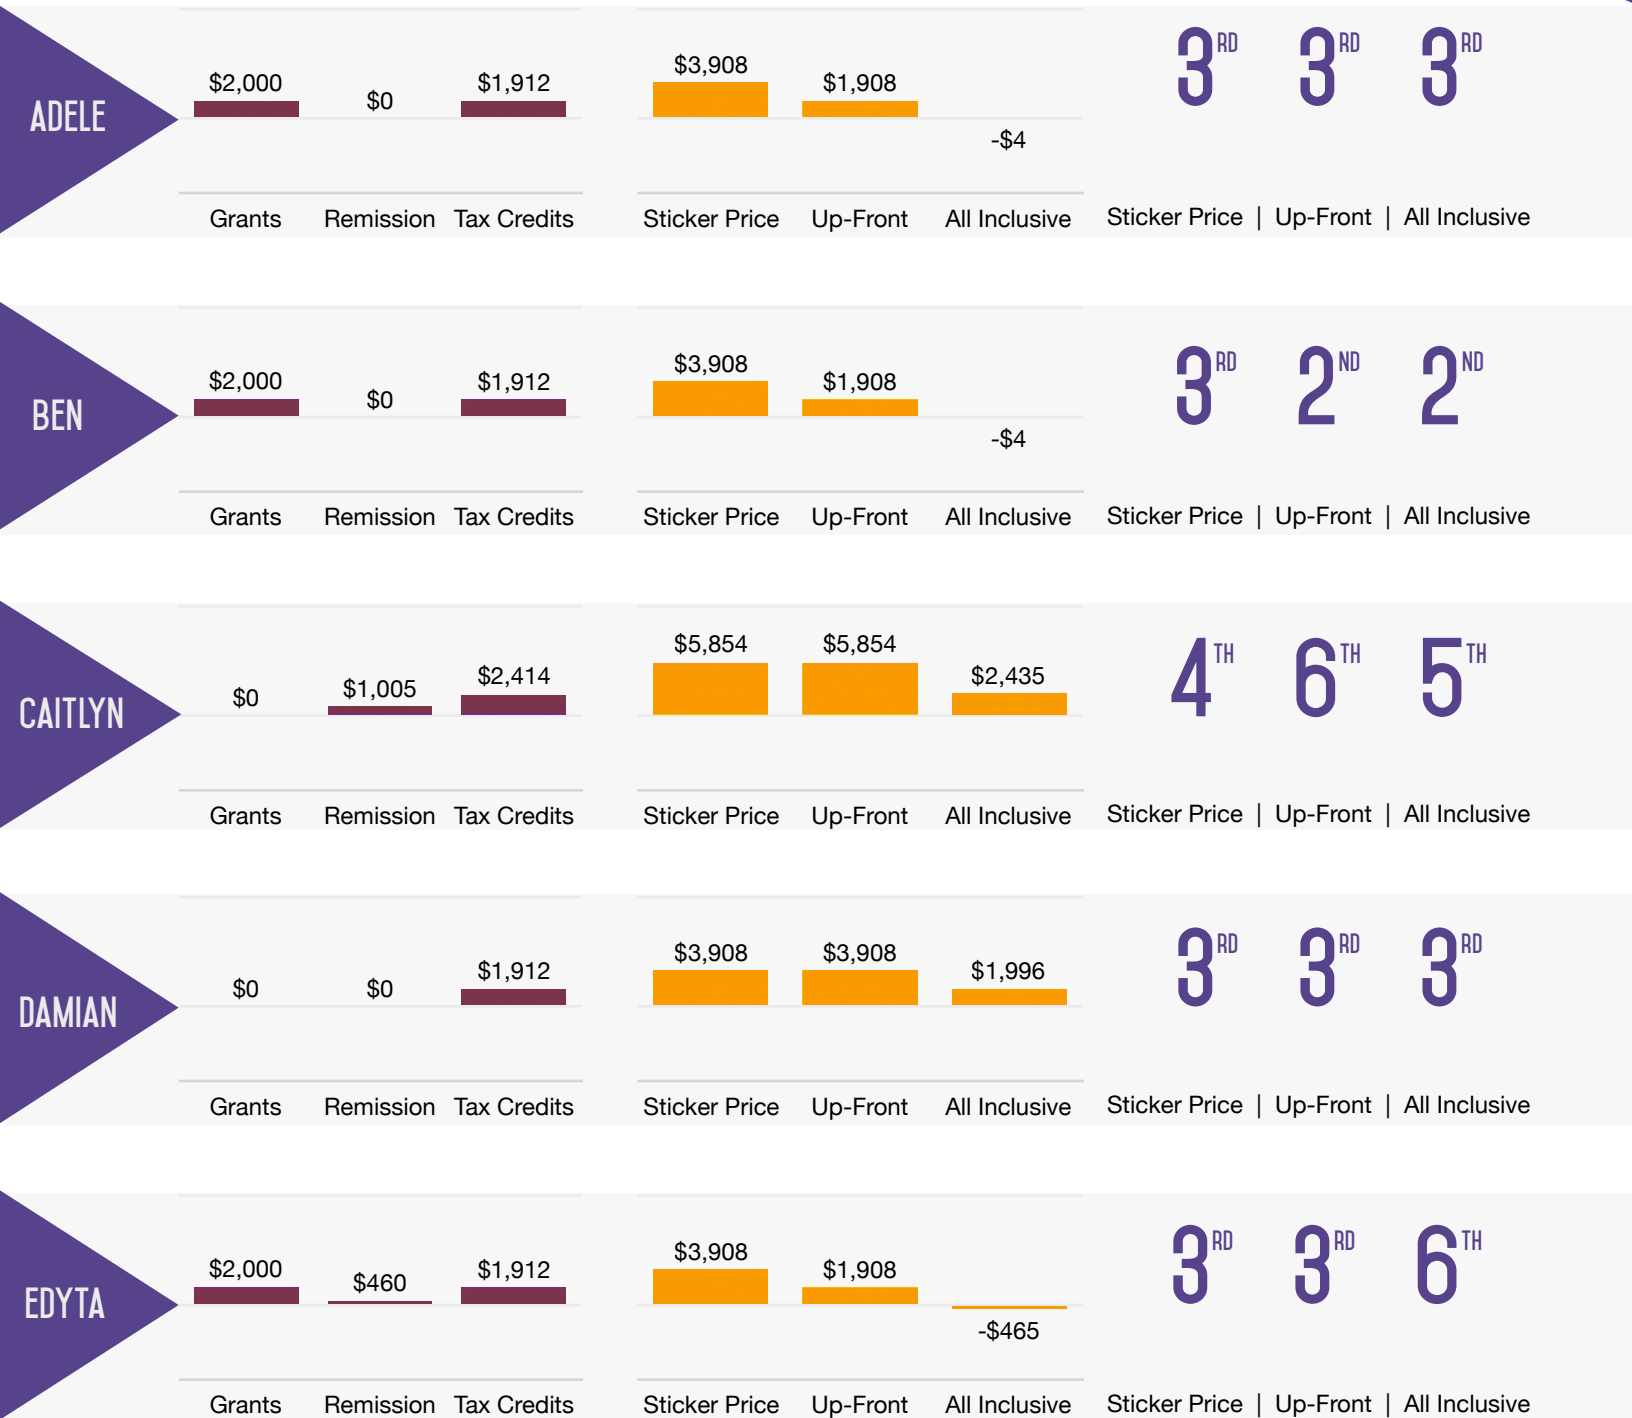 ADELE
$2,000 $0 $1,912 $3,908 $1,908 -$4 3RD 3RD 3RD
Grants Remission Tax Credits Sticker Price Up-Front All Inclusive Sticker Price | Up-Front | All Inclusive
BEN
$2,000 $0 $1,912 $3,908 $1,908 -$4 3RD 2ND 2ND
Grants Remission Tax Credits Sticker Price Up-Front All Inclusive Sticker Price | Up-Front | All Inclusive
CAITLYN
$0 $1,005 $2,414 $5,854 $5,854 $2,435 4TH 6TH 5TH
Grants Remission Tax Credits Sticker Price Up-Front All Inclusive Sticker Price | Up-Front | All Inclusive
DAMIAN
$0 $0 $1,912 $3,908 $3,908 $1,996 3RD 3RD 3RD
Grants Remission Tax Credits Sticker Price Up-Front All Inclusive Sticker Price | Up-Front | All Inclusive
EDYTA
$2,000 $460 $1,912 $3,908 $1,908 -$465 3RD 3RD 6TH
Grants Remission Tax Credits Sticker Price Up-Front All Inclusive Sticker Price | Up-Front | All Inclusive